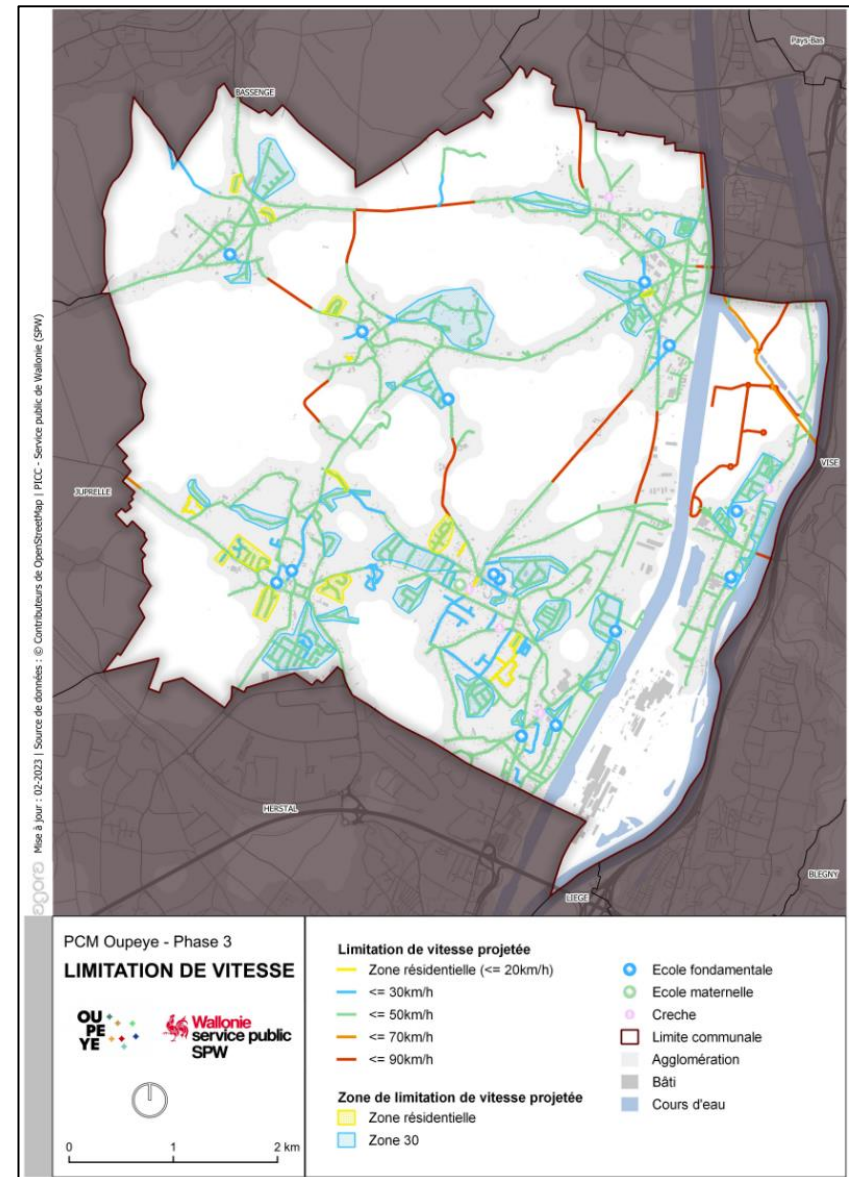 Pays-Bas
BASSENGE
JUPRELLE
VISE
HERSTAL
BLEGNY
LIEGE
agora Mise à jour : 02-2023 | Source de données : © Contributeurs de OpenStreetMap | PICC - Service public de Wallonie (SPW)
PCM Oupeye - Phase 3
LIMITATION DE VITESSE
OU
PE
YE
Wallonie
service public
SPW
0 1 2 km
Limitation de vitesse projetée
Zone résidentielle (<= 20km/h)
<= 30km/h
<= 50km/h
<= 70km/h
<= 90km/h
Zone de limitation de vitesse projetée
Zone résidentielle
Zone 30
Ecole fondamentale
Ecole maternelle
Creche
Limite communale
Agglomération
Bâti
Cours d'eau